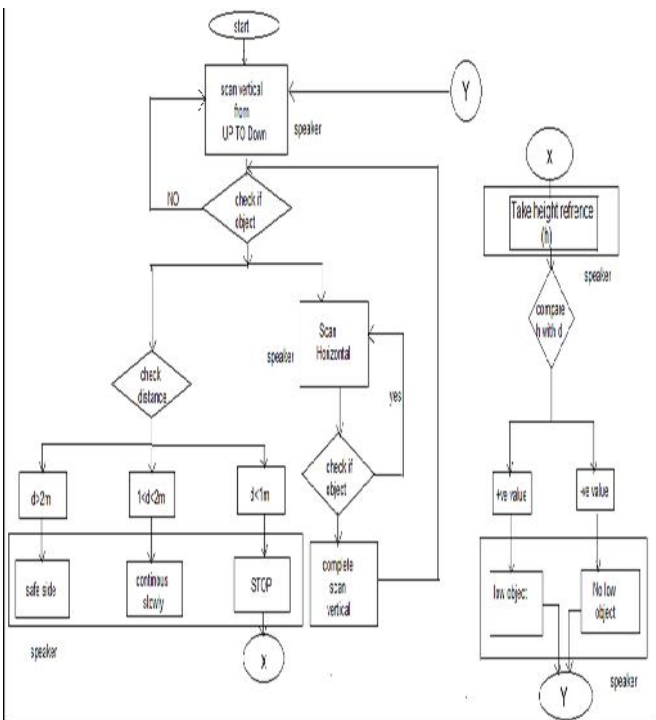 start
scan vertical
from
UP TO Down
speaker
Y
NO
check if
object
check
distance
speaker
Scan
Horizontal
yes
check if
object
d>2m
1<d<2m
d<1m
safe side
continous
slowly
STOP
complete
scan
vertical
speaker
x
x
Take height refrence
(h)
speaker
compare
h with d
+ve value
-ve value
low object
No low
object
speaker
Y